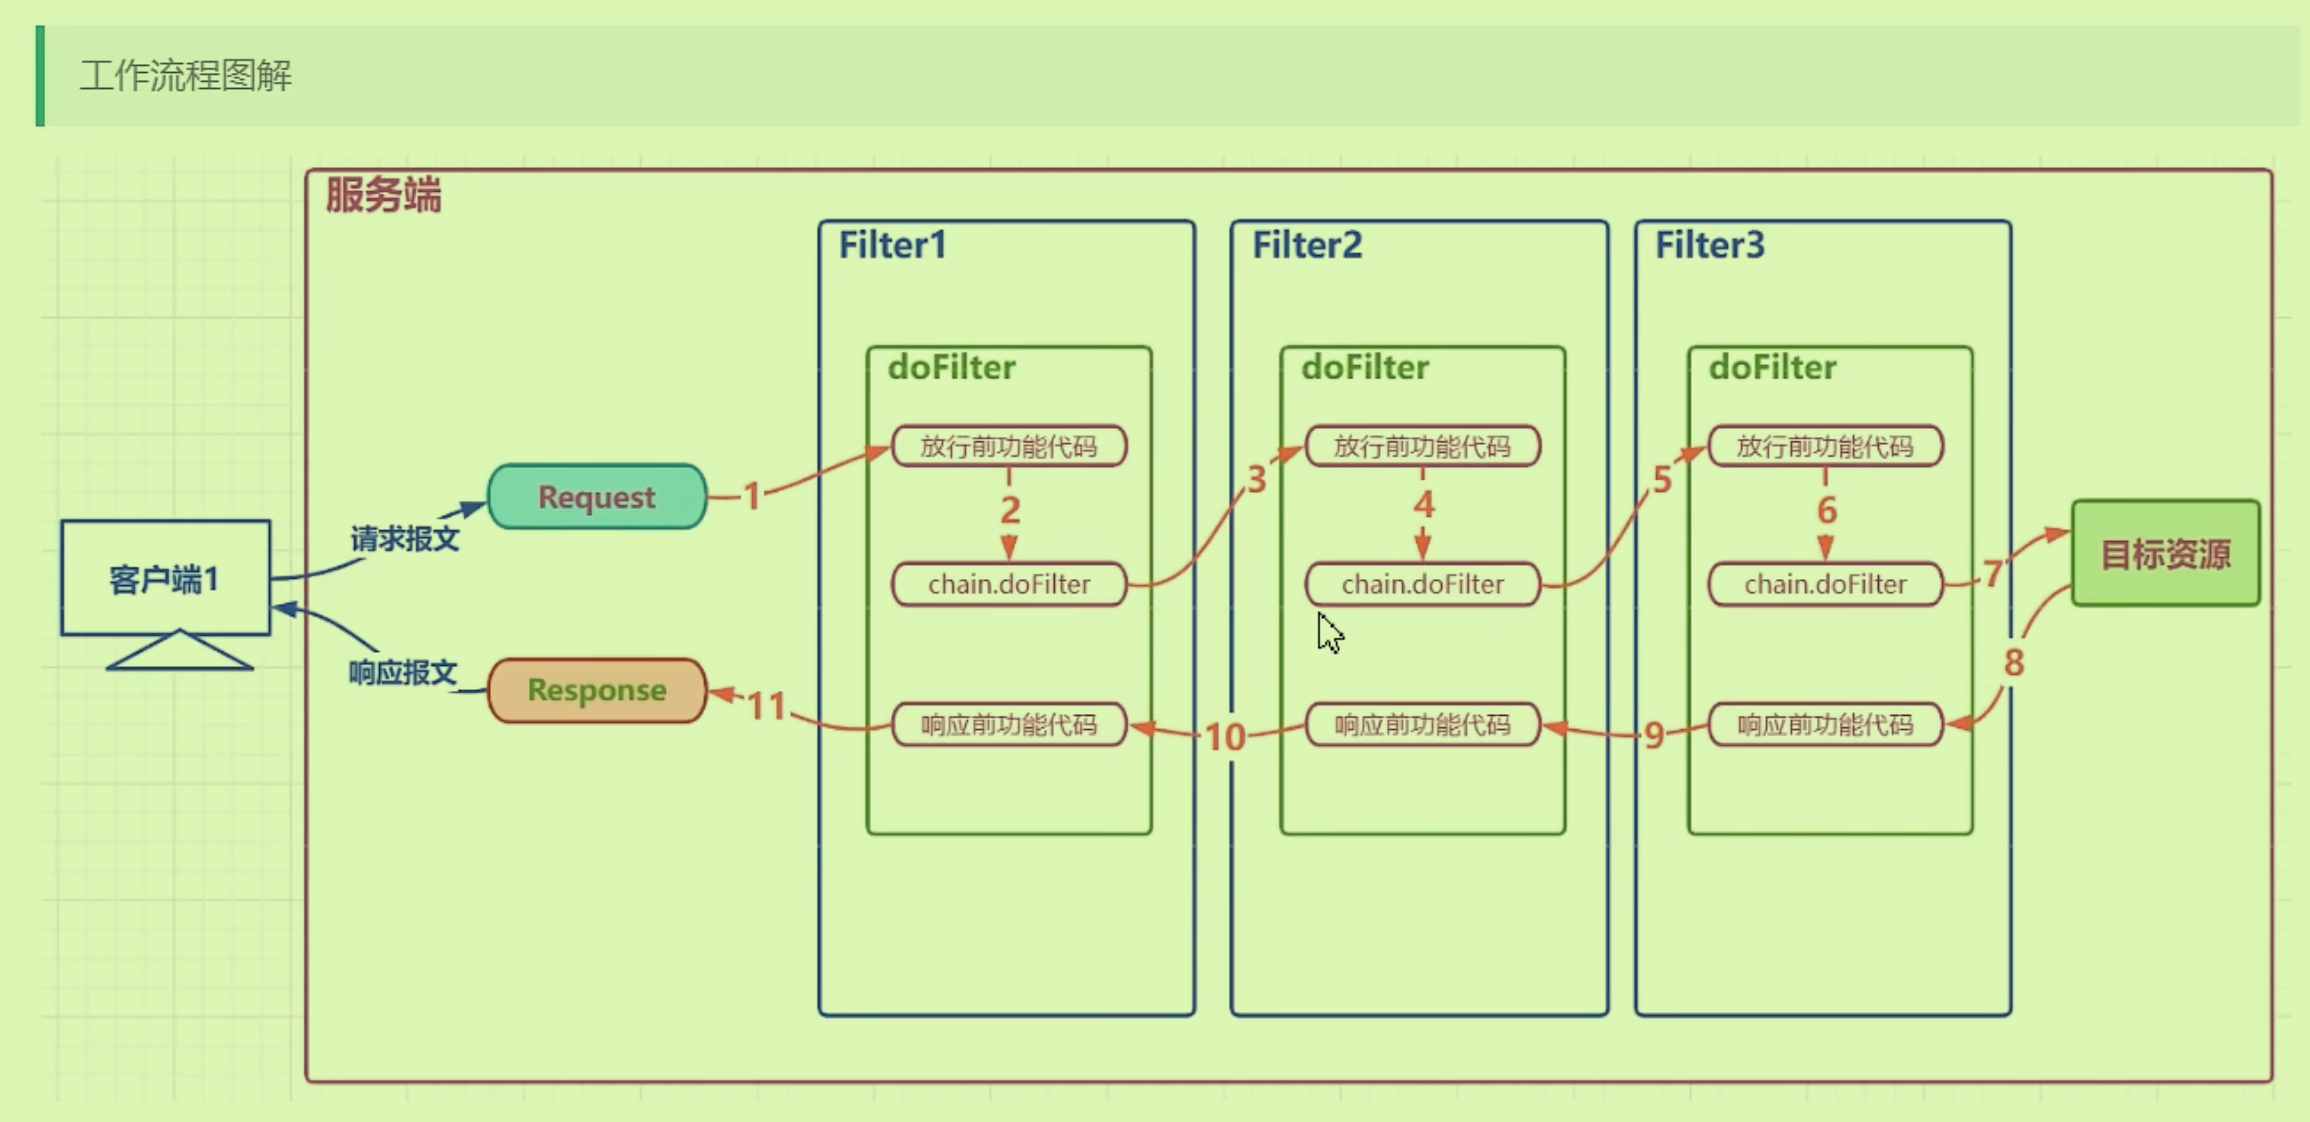 工作流程图解
服务端
Filter1
Filter2
Filter3
doFilter
doFilter
doFilter
放行前功能代码
放行前功能代码
放行前功能代码
3
5
Request
1
2
4
6
请求报文
目标资源
客户端1
chain.doFilter
chain.doFilter
chain.doFilter
7
8
响应报文
Response
11
响应前功能代码
10
响应前功能代码
9
响应前功能代码